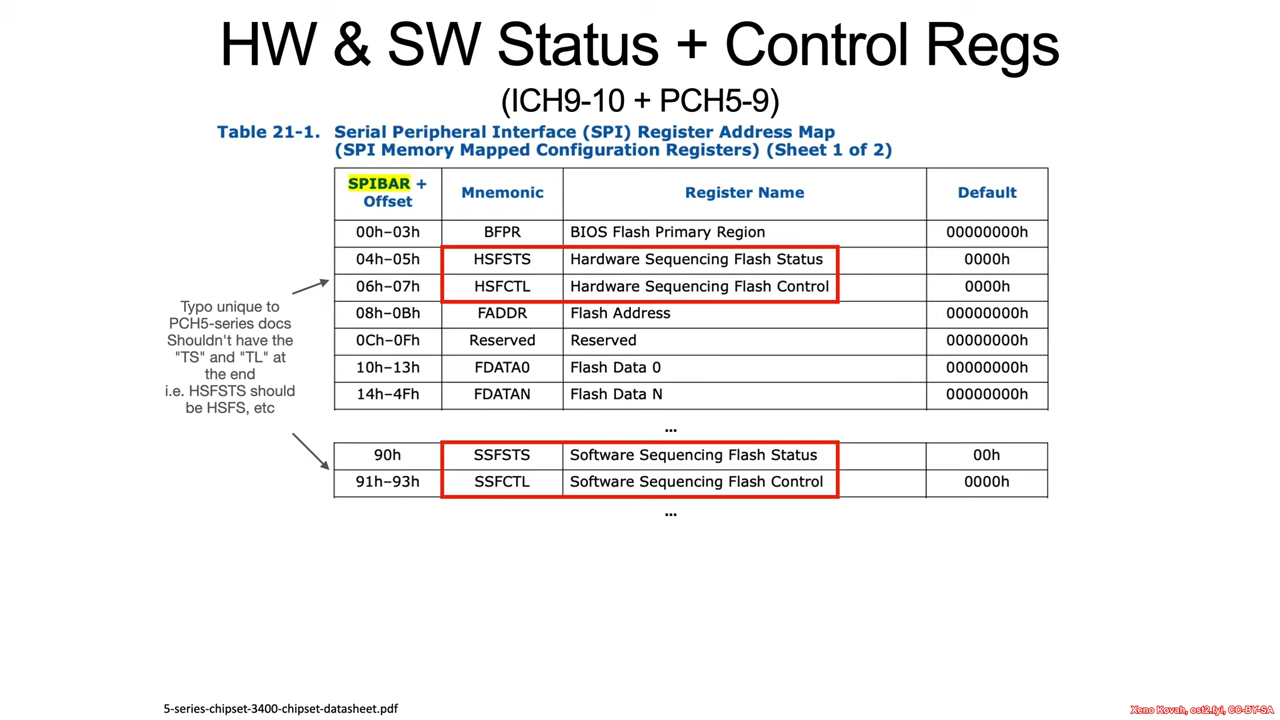 HW & SW Status + Control Regs
(ICH9-10 + PCH5-9)
Table 21-1. Serial Peripheral Interface (SPI) Register Address Map
(SPI Memory Mapped Configuration Registers) (Sheet 1 of 2)
SPIBAR + Offset Mnemonic Register Name Default
00h–03h BFPR BIOS Flash Primary Region 00000000h
04h–05h HSFSTS Hardware Sequencing Flash Status 0000h
06h–07h HSFCTL Hardware Sequencing Flash Control 0000h
08h–0Bh FADDR Flash Address 00000000h
0Ch–0Fh Reserved Reserved 00000000h
10h–13h FDATA0 Flash Data 0 00000000h
14h–4Fh FDATAN Flash Data N 00000000h
...
90h SSFSTS Software Sequencing Flash Status 00h
91h–93h SSFCTL Software Sequencing Flash Control 0000h
...
Typo unique to
PCH5-series docs
Shouldn't have the
"TS" and "TL" at
the end
i.e. HSFSTS should
be HSFS, etc
5-series-chipset-3400-chipset-datasheet.pdf
Xeno Kovah, ost2.fyi, CC-BY-SA